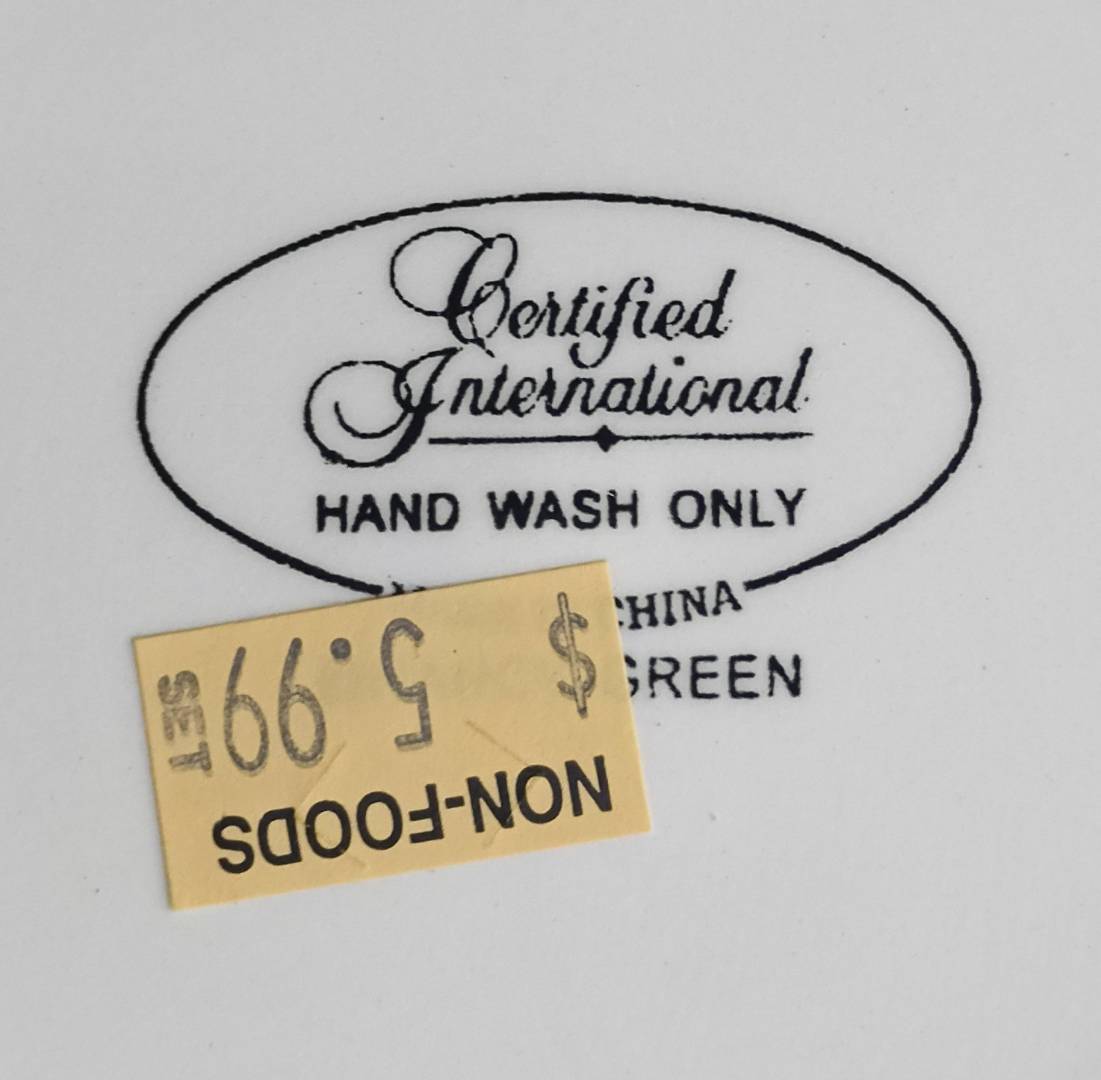 Certified
International
HAND WASH ONLY
CHINA
GREEN
NON-FOODS
$ 5.99
SET